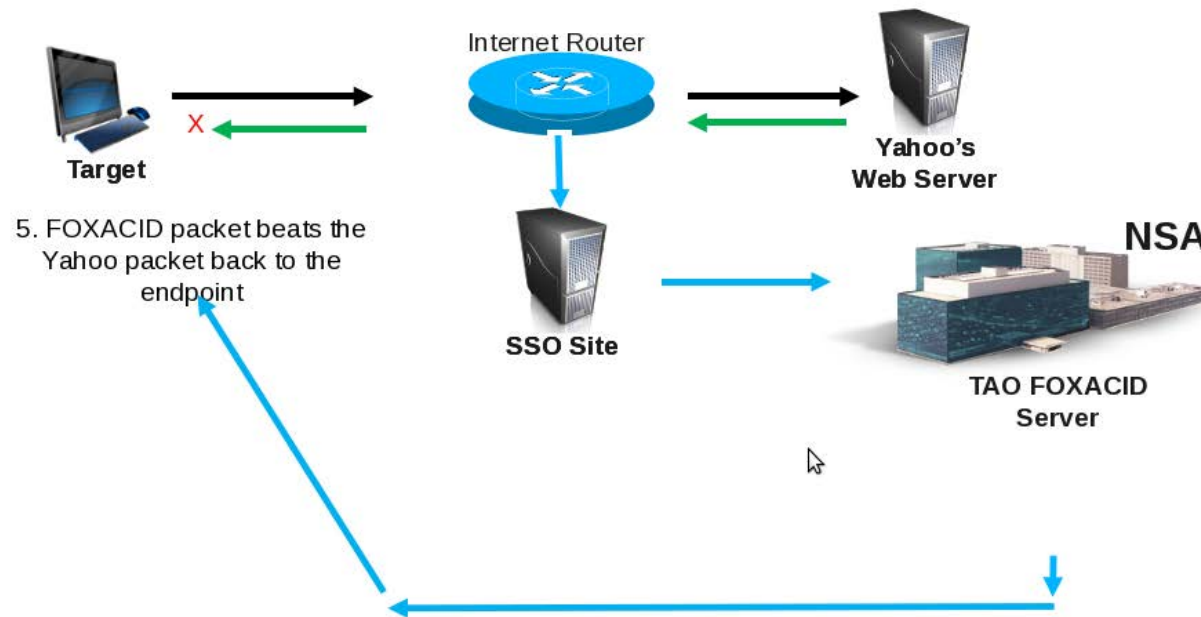 Internet Router
X
Target
Yahoo's
Web Server
5. FOXACID packet beats the
Yahoo packet back to the
endpoint
NSA
SSO Site
TAO FOXACID
Server